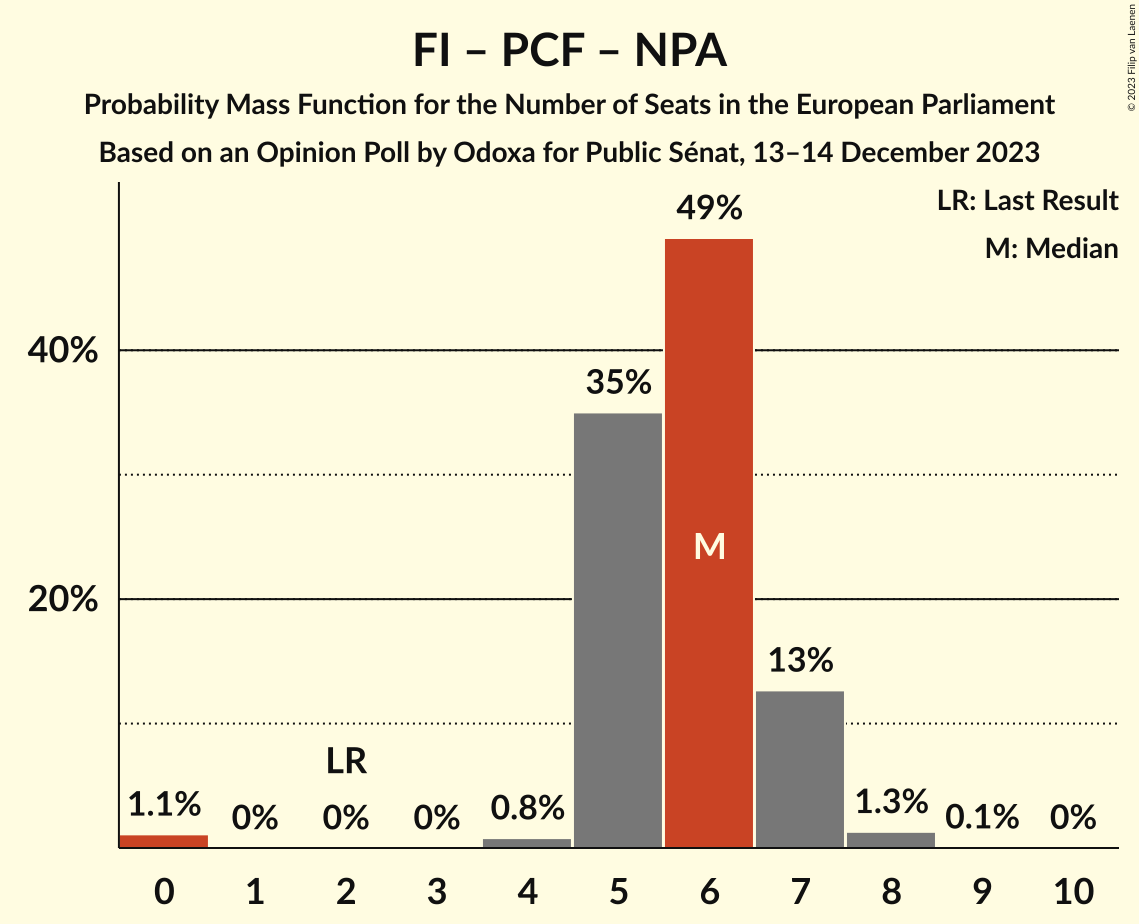 FI – PCF – NPA
Probability Mass Function for the Number of Seats in the European Parliament
Based on an Opinion Poll by Odoxa for Public Sénat, 13–14 December 2023
© 2023 Filip van Laenen
LR: Last Result
M: Median
49%
40%
35%
M
20%
13%
LR
1.1% 0% 0% 0% 0.8% 1.3% 0.1% 0%
0 1 2 3 4 5 6 7 8 9 10